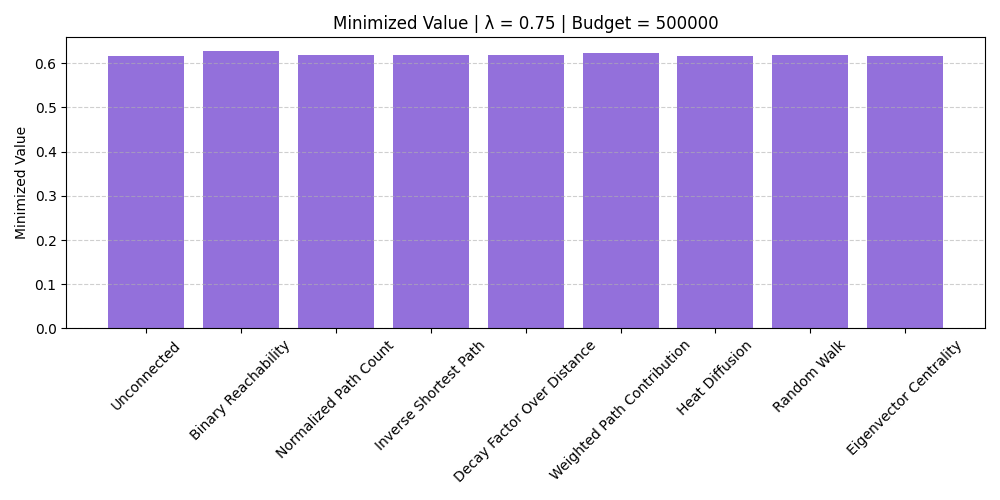 Minimized Value | λ = 0.75 | Budget = 500000
Minimized Value
0.6
0.5
0.4
0.3
0.2
0.1
0.0
Unconnected
Binary Reachability
Normalized Path Count
Inverse Shortest Path
Decay Factor Over Distance
Weighted Path Contribution
Heat Diffusion
Random Walk
Eigenvector Centrality